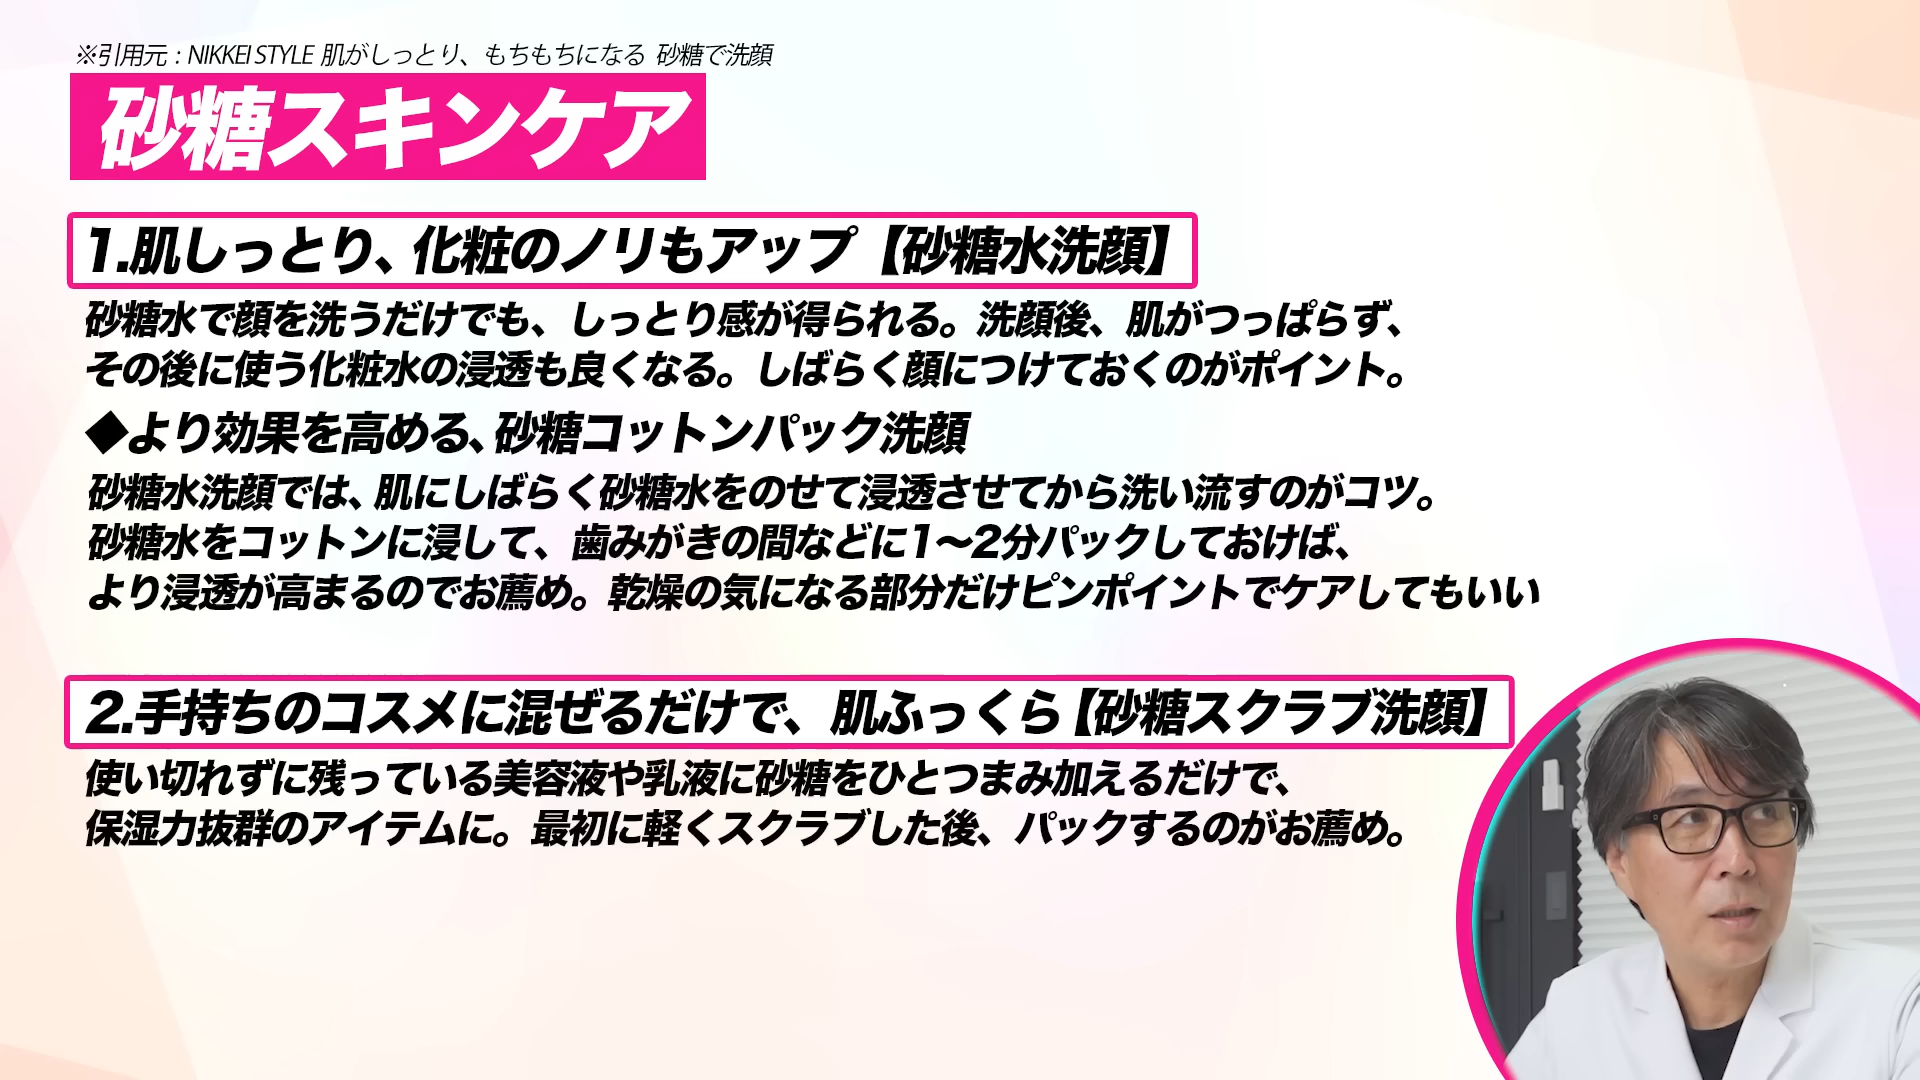 ※引用元：NIKKEI STYLE 肌がしっとり、もちもちになる 砂糖で洗顔
砂糖スキンケア
1.肌しっとり、化粧のノリもアップ【砂糖水洗顔】
砂糖水で顔を洗うだけでも、しっとり感が得られる。洗顔後、肌がつっぱらず、
その後に使う化粧水の浸透も良くなる。しばらく顔につけておくのがポイント。
◆より効果を高める、砂糖コットンパック洗顔
砂糖水洗顔では、肌にしばらく砂糖水をのせて浸透させてから洗い流すのがコツ。
砂糖水をコットンに浸して、歯みがきの間などに1〜2分パックしておけば、
より浸透が高まるのでお薦め。乾燥の気になる部分だけピンポイントでケアしてもいい
2.手持ちのコスメに混ぜるだけで、肌ふっくら【砂糖スクラブ洗顔】
使い切れずに残っている美容液や乳液に砂糖をひとつまみ加えるだけで、
保湿力抜群のアイテムに。最初に軽くスクラブした後、パックするのがお薦め。